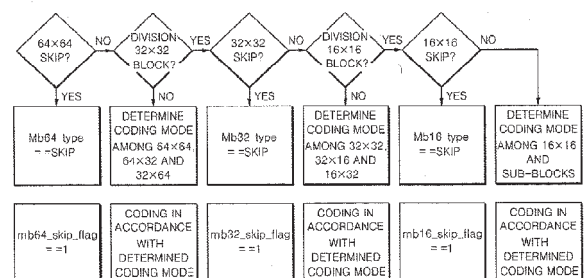 64×64
SKIP?
NO
DIVISION
32×32
BLOCK?
YES
32×32
SKIP?
NO
DIVISION
16×16
BLOCK?
YES
16×16
SKIP?
NO
YES
NO
YES
NO
YES
Mb64 type
= =SKIP
DETERMINE
CODING MODE
AMONG 64×64,
64×32 AND
32×64
Mb32 type
= =SKIP
DETERMINE
CODING MODE
AMONG 32×32,
32×16 AND
16×32
Mb16 type
= =SKIP
DETERMINE
CODING MODE
AMONG 16×16
AND
SUB-BLOCKS
mb64_skip_flag
= =1
CODING IN
ACCORDANCE
WITH
DETERMINED
CODING MODE
mb32_skip_flag
= =1
CODING IN
ACCORDANCE
WITH
DETERMINED
CODING MODE
mb16_skip_flag
= =1
CODING IN
ACCORDANCE
WITH
DETERMINED
CODING MODE